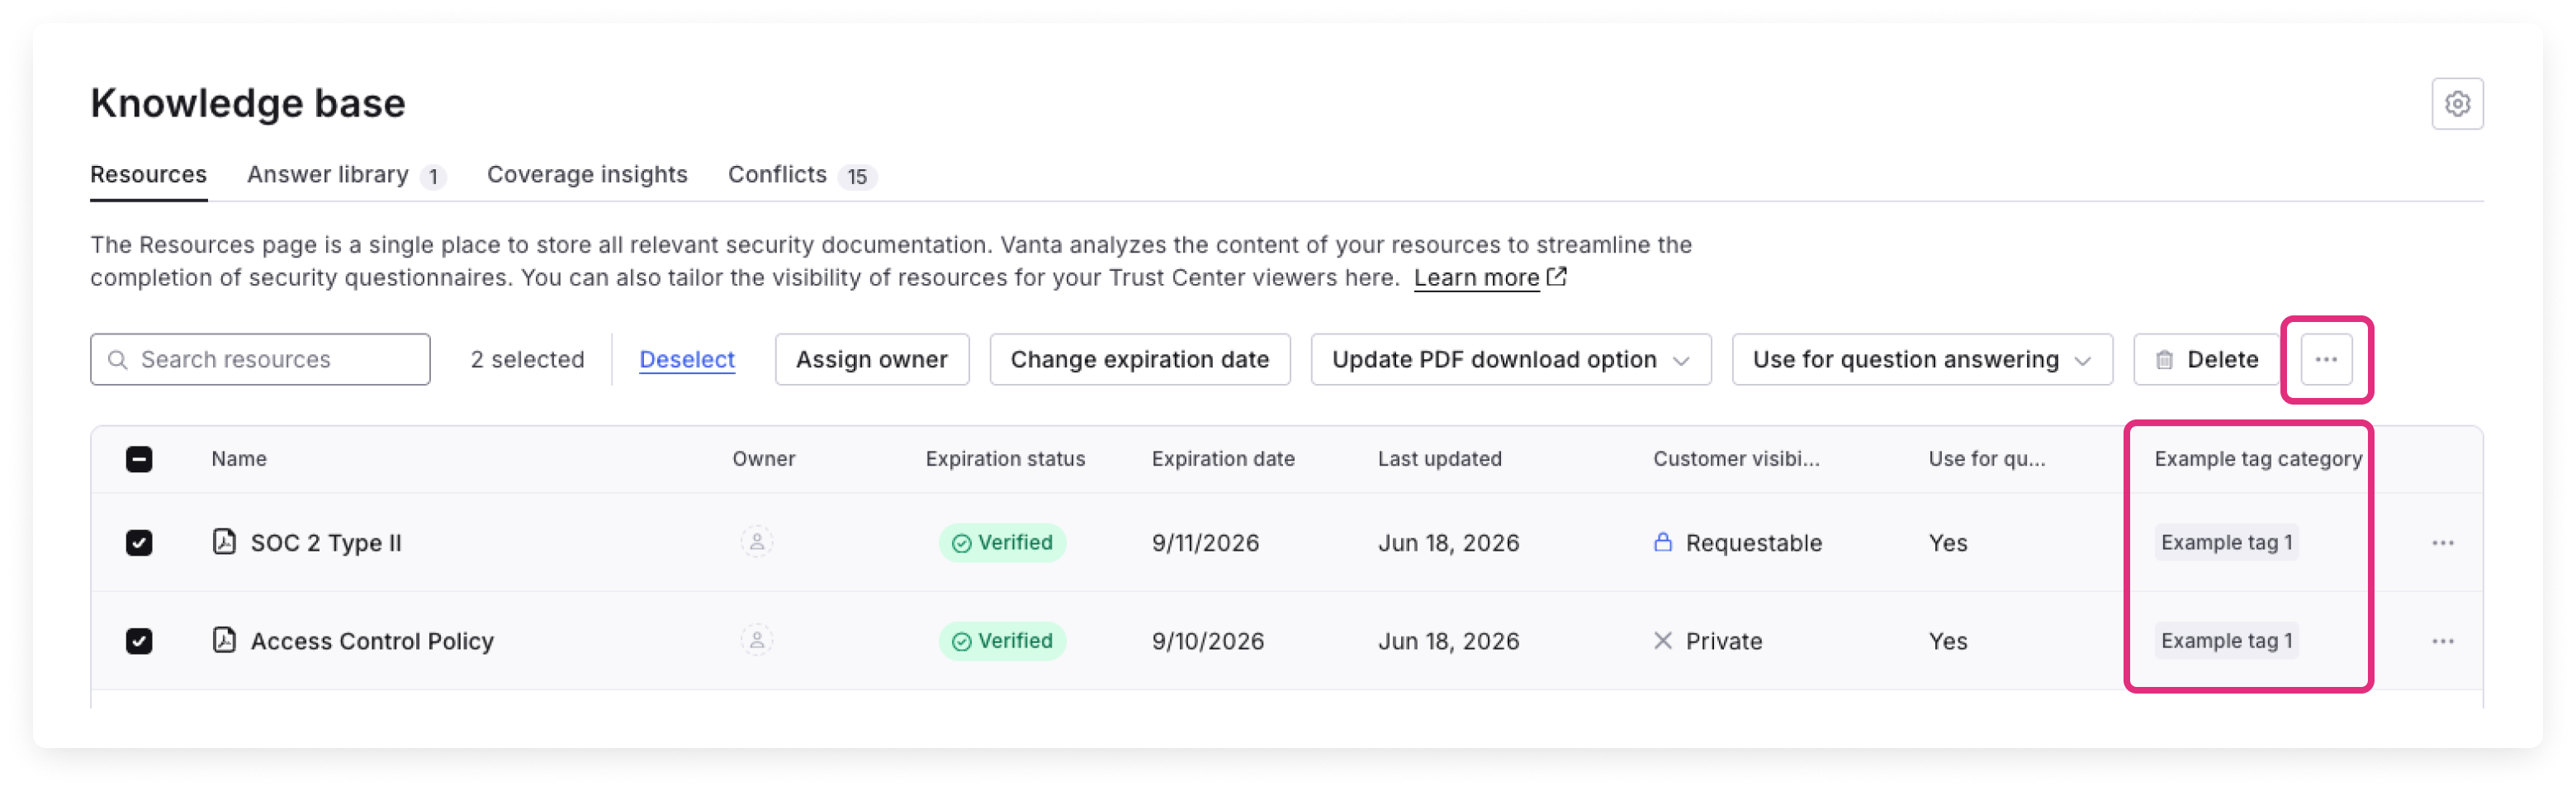 Knowledge base
Resources Answer library 1 Coverage insights Conflicts 15
The Resources page is a single place to store all relevant security documentation. Vanta analyzes the content of your resources to streamline the
completion of security questionnaires. You can also tailor the visibility of resources for your Trust Center viewers here. Learn more
Search resources 2 selected Deselect Assign owner Change expiration date Update PDF download option Use for question answering Delete ...
Name Owner Expiration status Expiration date Last updated Customer visibi... Use for qu... Example tag category
SOC 2 Type II Verified 9/11/2026 Jun 18, 2026 Requestable Yes Example tag 1 ...
Access Control Policy Verified 9/10/2026 Jun 18, 2026 Private Yes Example tag 1 ...